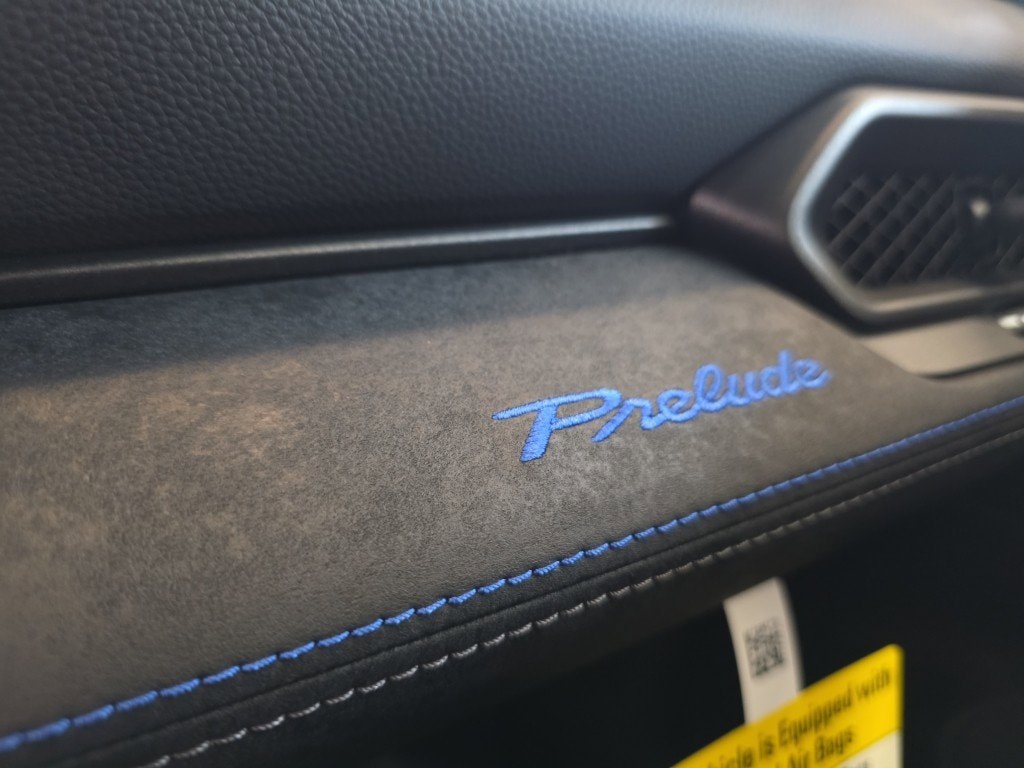 Prelude
is Equipped with
Air Bags